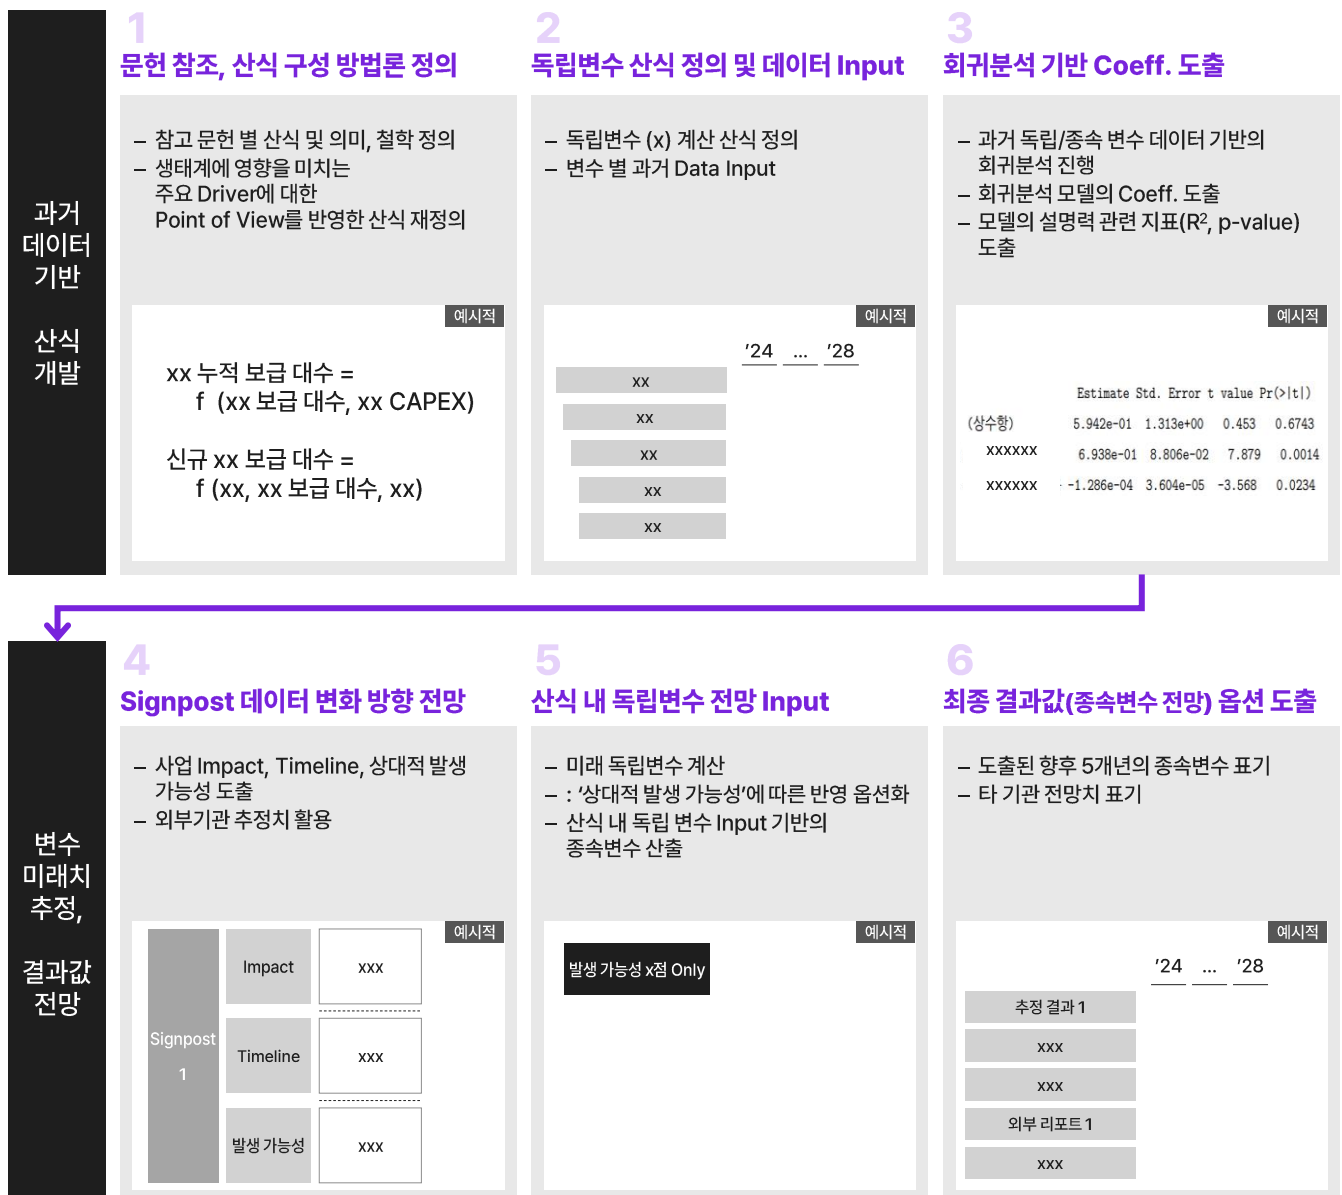 과거
데이터
기반
산식
개발
1
문헌 참조, 산식 구성 방법론 정의
– 참고 문헌 별 산식 및 의미, 철학 정의
– 생태계에 영향을 미치는
주요 Driver에 대한
Point of View를 반영한 산식 재정의
예시적
xx 누적 보급 대수 =
f (xx 보급 대수, xx CAPEX)
신규 xx 보급 대수 =
f (xx, xx 보급 대수, xx)
2
독립변수 산식 정의 및 데이터 Input
– 독립변수 (x) 계산 산식 정의
– 변수 별 과거 Data Input
예시적
’24 ... ’28
xx
xx
xx
xx
xx
3
회귀분석 기반 Coeff. 도출
– 과거 독립/종속 변수 데이터 기반의
회귀분석 진행
– 회귀분석 모델의 Coeff. 도출
– 모델의 설명력 관련 지표(R², p-value)
도출
예시적
Estimate Std. Error t value Pr(>|t|)
(상수항) 5.942e-01 1.313e+00 0.453 0.6743
xxxxxx 6.938e-01 8.806e-02 7.879 0.0014
xxxxxx -1.286e-04 3.604e-05 -3.568 0.0234
변수
미래치
추정,
결과값
전망
4
Signpost 데이터 변화 방향 전망
– 사업 Impact, Timeline, 상대적 발생
가능성 도출
– 외부기관 추정치 활용
예시적
Signpost
1
Impact xxx
Timeline xxx
발생 가능성 xxx
5
산식 내 독립변수 전망 Input
– 미래 독립변수 계산
– : ‘상대적 발생 가능성’에 따른 반영 옵션화
– 산식 내 독립 변수 Input 기반의
종속변수 산출
예시적
발생 가능성 x점 Only
6
최종 결과값(종속변수 전망) 옵션 도출
– 도출된 향후 5개년의 종속변수 표기
– 타 기관 전망치 표기
예시적
’24 ... ’28
추정 결과 1
xxx
xxx
외부 리포트 1
xxx